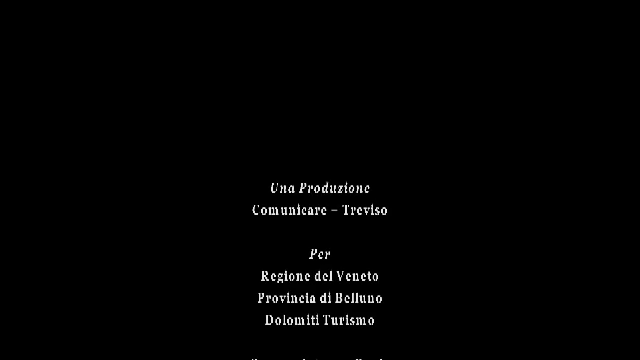 Una Produzione
Comunicare – Treviso
Per
Regione del Veneto
Provincia di Belluno
Dolomiti Turismo